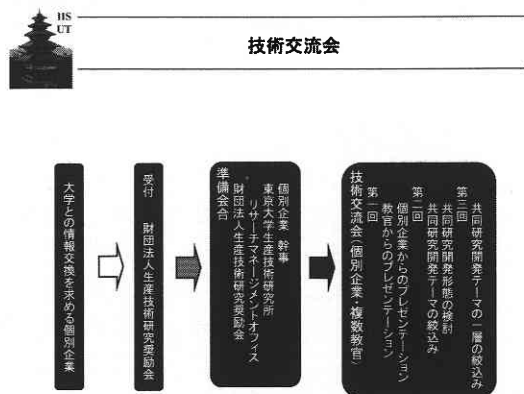 HS
UT
技術交流会
大学との情報交換を求める個別企業
受付　財団法人生産技術研究奨励会
準備会合
財団法人生産技術研究奨励会
リサーチマネージメントオフィス
東京大学生産技術研究所
個別企業 幹事
技術交流会(個別企業・複数教官)
第一回
教官からのプレゼンテーション
個別企業からのプレゼンテーション
第二回
共同研究開発テーマの絞込み
共同研究開発形態の検討
第三回
共同研究開発テーマの一層の絞込み